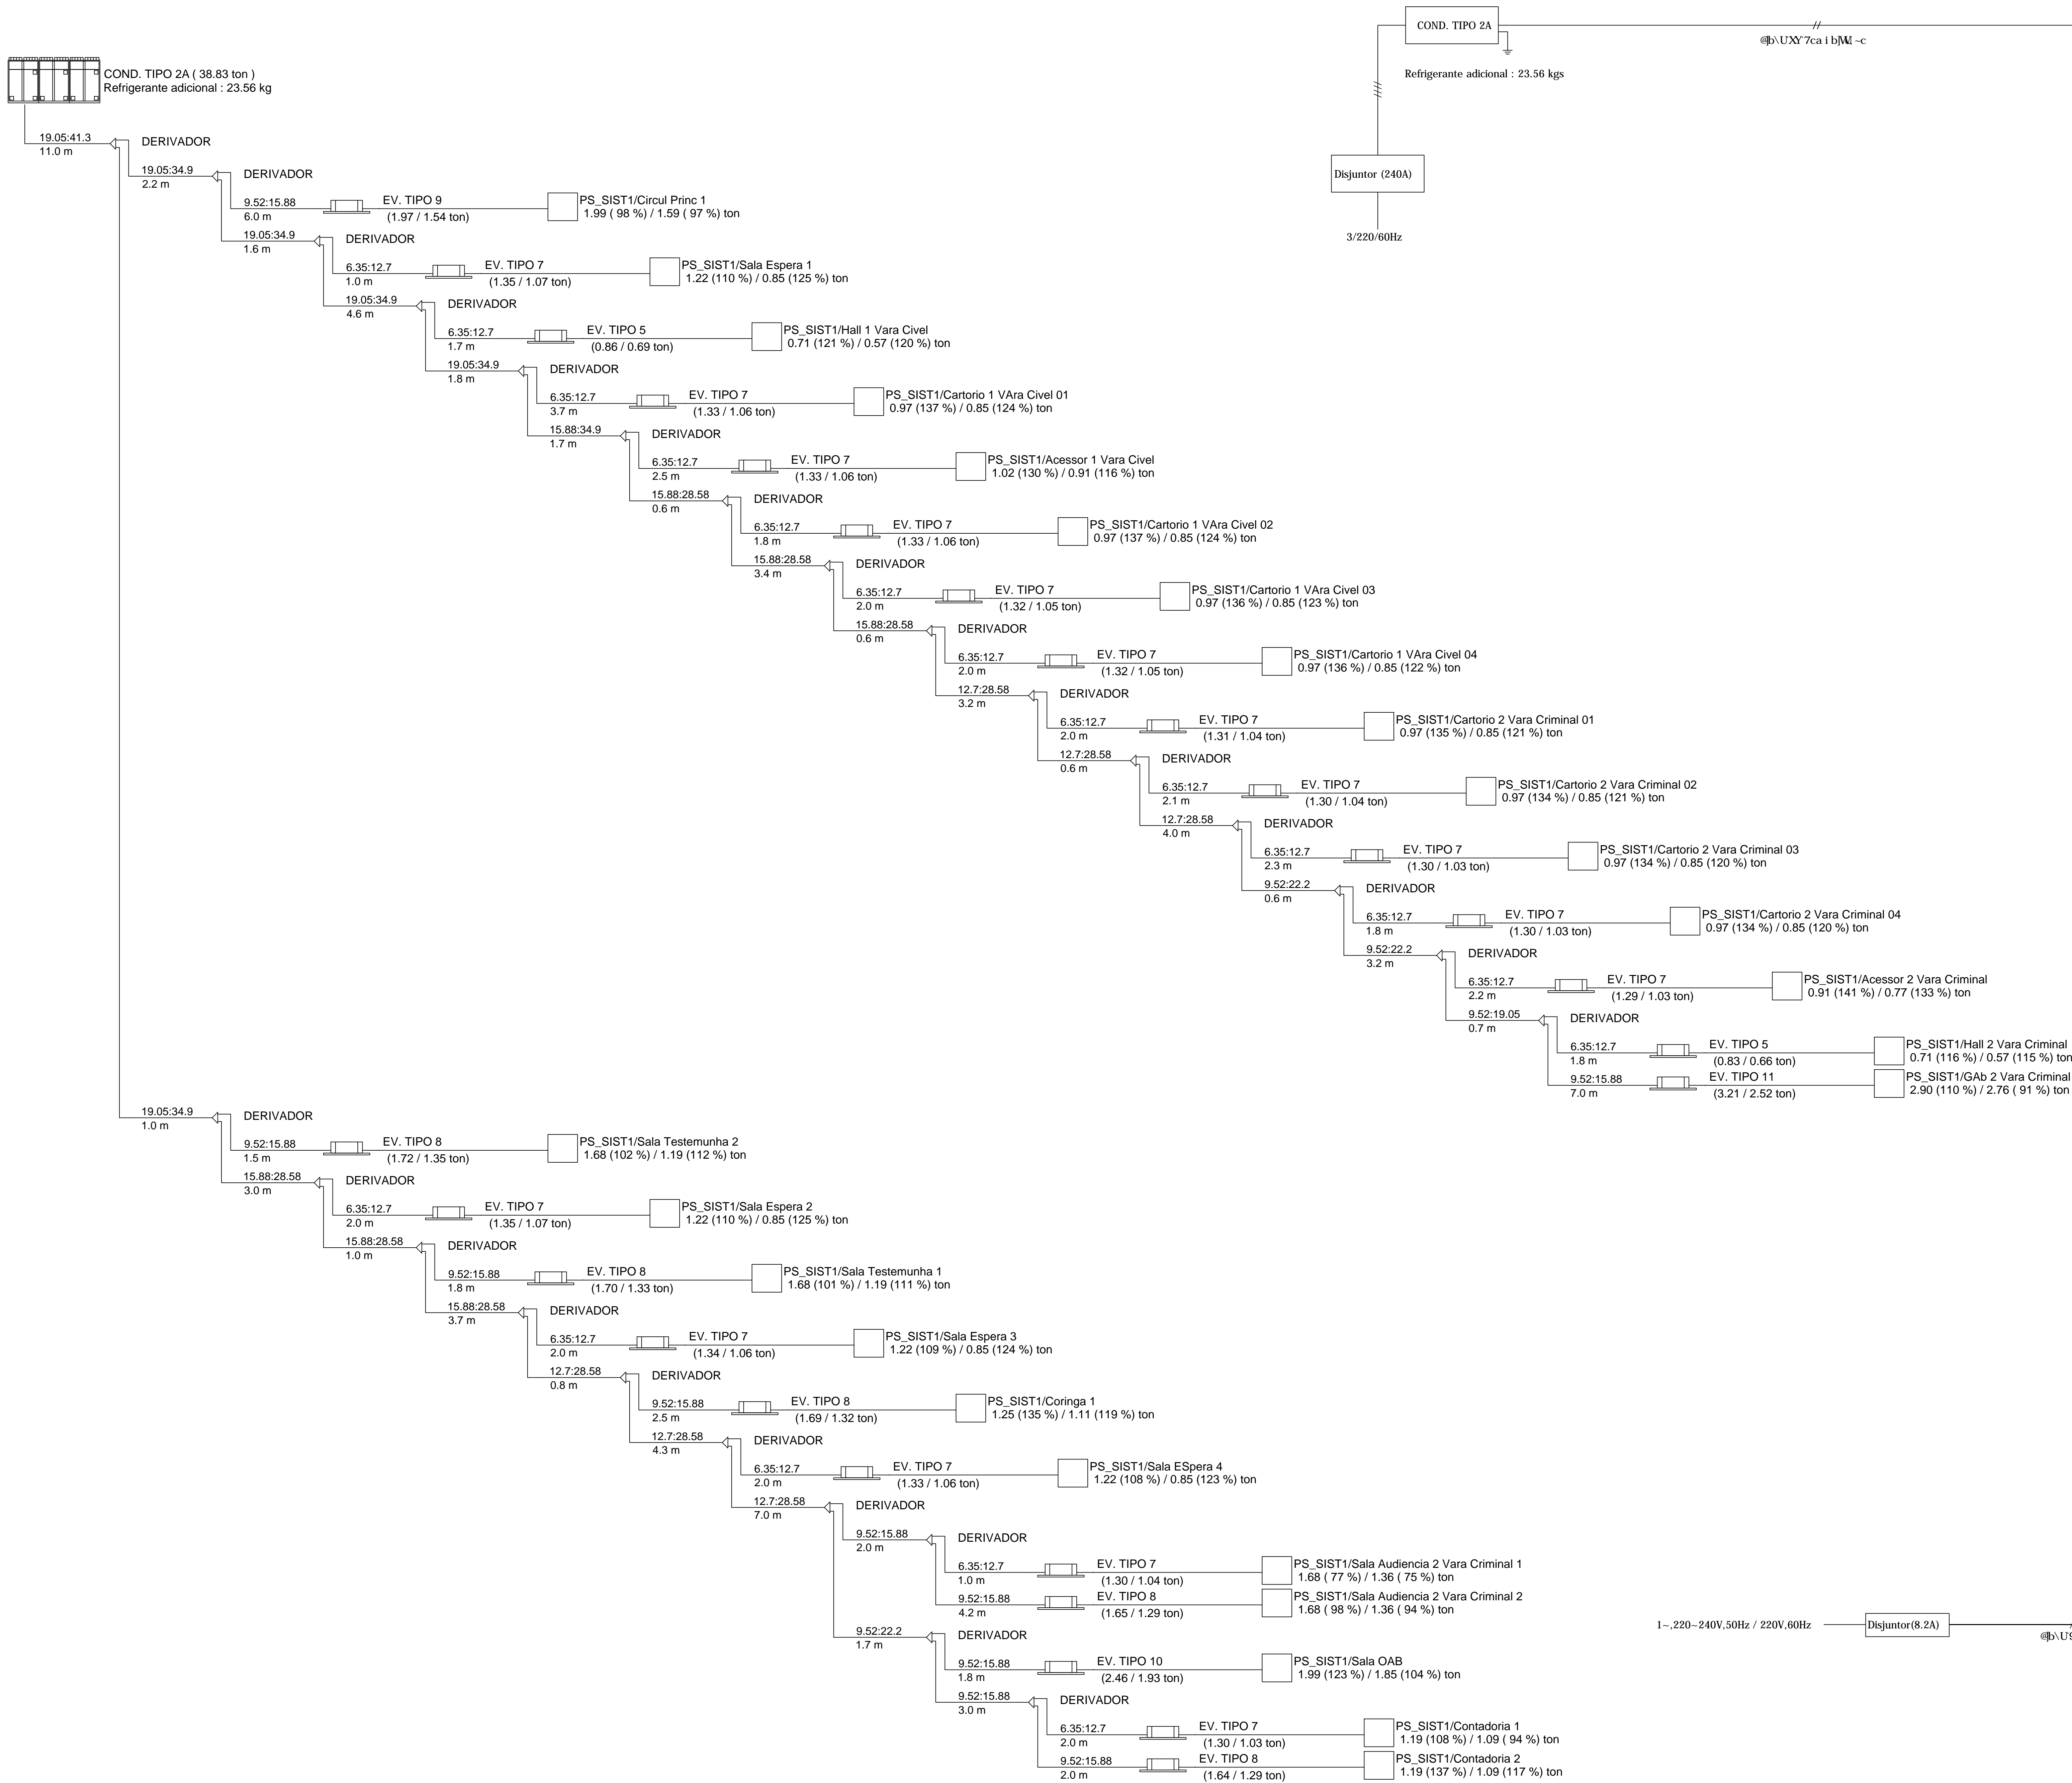 COND. TIPO 2A
Refrigerante adicional : 23.56 kgs
Disjuntor (240A)
3/220/60Hz
COND. TIPO 2A ( 38.83 ton )
Refrigerante adicional : 23.56 kg
19.05:41.3
11.0 m
DERIVADOR
19.05:34.9
2.2 m
DERIVADOR
9.52:15.88
6.0 m
EV. TIPO 9
(1.97 / 1.54 ton)
PS_SIST1/Circul Princ 1
1.99 ( 98 %) / 1.59 ( 97 %) ton
19.05:34.9
1.6 m
DERIVADOR
6.35:12.7
1.0 m
EV. TIPO 7
(1.35 / 1.07 ton)
PS_SIST1/Sala Espera 1
1.22 (110 %) / 0.85 (125 %) ton
19.05:34.9
4.6 m
DERIVADOR
6.35:12.7
1.7 m
EV. TIPO 5
(0.86 / 0.69 ton)
PS_SIST1/Hall 1 Vara Civel
0.71 (121 %) / 0.57 (120 %) ton
19.05:34.9
1.8 m
DERIVADOR
6.35:12.7
3.7 m
EV. TIPO 7
(1.33 / 1.06 ton)
PS_SIST1/Cartorio 1 VAra Civel 01
0.97 (137 %) / 0.85 (124 %) ton
15.88:34.9
1.7 m
DERIVADOR
6.35:12.7
2.5 m
EV. TIPO 7
(1.33 / 1.06 ton)
PS_SIST1/Acessor 1 Vara Civel
1.02 (130 %) / 0.91 (116 %) ton
15.88:28.58
0.6 m
DERIVADOR
6.35:12.7
1.8 m
EV. TIPO 7
(1.33 / 1.06 ton)
PS_SIST1/Cartorio 1 VAra Civel 02
0.97 (137 %) / 0.85 (124 %) ton
15.88:28.58
3.4 m
DERIVADOR
6.35:12.7
2.0 m
EV. TIPO 7
(1.32 / 1.05 ton)
PS_SIST1/Cartorio 1 VAra Civel 03
0.97 (136 %) / 0.85 (123 %) ton
15.88:28.58
0.6 m
DERIVADOR
6.35:12.7
2.0 m
EV. TIPO 7
(1.32 / 1.05 ton)
PS_SIST1/Cartorio 1 VAra Civel 04
0.97 (136 %) / 0.85 (122 %) ton
12.7:28.58
3.2 m
DERIVADOR
6.35:12.7
2.0 m
EV. TIPO 7
(1.31 / 1.04 ton)
PS_SIST1/Cartorio 2 Vara Criminal 01
0.97 (135 %) / 0.85 (121 %) ton
12.7:28.58
0.6 m
DERIVADOR
6.35:12.7
2.1 m
EV. TIPO 7
(1.30 / 1.04 ton)
PS_SIST1/Cartorio 2 Vara Criminal 02
0.97 (134 %) / 0.85 (121 %) ton
12.7:28.58
4.0 m
DERIVADOR
6.35:12.7
2.3 m
EV. TIPO 7
(1.30 / 1.03 ton)
PS_SIST1/Cartorio 2 Vara Criminal 03
0.97 (134 %) / 0.85 (120 %) ton
9.52:22.2
0.6 m
DERIVADOR
6.35:12.7
1.8 m
EV. TIPO 7
(1.30 / 1.03 ton)
PS_SIST1/Cartorio 2 Vara Criminal 04
0.97 (134 %) / 0.85 (120 %) ton
9.52:22.2
3.2 m
DERIVADOR
6.35:12.7
2.2 m
EV. TIPO 7
(1.29 / 1.03 ton)
PS_SIST1/Acessor 2 Vara Criminal
0.91 (141 %) / 0.77 (133 %) ton
9.52:19.05
0.7 m
DERIVADOR
6.35:12.7
1.8 m
EV. TIPO 5
(0.83 / 0.66 ton)
PS_SIST1/Hall 2 Vara Criminal
0.71 (116 %) / 0.57 (115 %) ton
9.52:15.88
7.0 m
EV. TIPO 11
(3.21 / 2.52 ton)
PS_SIST1/GAb 2 Vara Criminal
2.90 (110 %) / 2.76 ( 91 %) ton
19.05:34.9
1.0 m
DERIVADOR
9.52:15.88
1.5 m
EV. TIPO 8
(1.72 / 1.35 ton)
PS_SIST1/Sala Testemunha 2
1.68 (102 %) / 1.19 (112 %) ton
15.88:28.58
3.0 m
DERIVADOR
6.35:12.7
2.0 m
EV. TIPO 7
(1.35 / 1.07 ton)
PS_SIST1/Sala Espera 2
1.22 (110 %) / 0.85 (125 %) ton
15.88:28.58
1.0 m
DERIVADOR
9.52:15.88
1.8 m
EV. TIPO 8
(1.70 / 1.33 ton)
PS_SIST1/Sala Testemunha 1
1.68 (101 %) / 1.19 (111 %) ton
15.88:28.58
3.7 m
DERIVADOR
6.35:12.7
2.0 m
EV. TIPO 7
(1.34 / 1.06 ton)
PS_SIST1/Sala Espera 3
1.22 (109 %) / 0.85 (124 %) ton
12.7:28.58
0.8 m
DERIVADOR
9.52:15.88
2.5 m
EV. TIPO 8
(1.69 / 1.32 ton)
PS_SIST1/Coringa 1
1.25 (135 %) / 1.11 (119 %) ton
12.7:28.58
4.3 m
DERIVADOR
6.35:12.7
2.0 m
EV. TIPO 7
(1.33 / 1.06 ton)
PS_SIST1/Sala ESpera 4
1.22 (108 %) / 0.85 (123 %) ton
12.7:28.58
7.0 m
DERIVADOR
9.52:15.88
2.0 m
DERIVADOR
6.35:12.7
1.0 m
EV. TIPO 7
(1.30 / 1.04 ton)
PS_SIST1/Sala Audiencia 2 Vara Criminal 1
1.68 ( 77 %) / 1.36 ( 75 %) ton
9.52:15.88
4.2 m
EV. TIPO 8
(1.65 / 1.29 ton)
PS_SIST1/Sala Audiencia 2 Vara Criminal 2
1.68 ( 98 %) / 1.36 ( 94 %) ton
1~,220~240V,50Hz / 220V,60Hz
Disjuntor(8.2A)
9.52:22.2
1.7 m
DERIVADOR
9.52:15.88
1.8 m
EV. TIPO 10
(2.46 / 1.93 ton)
PS_SIST1/Sala OAB
1.99 (123 %) / 1.85 (104 %) ton
9.52:15.88
3.0 m
DERIVADOR
6.35:12.7
2.0 m
EV. TIPO 7
(1.30 / 1.03 ton)
PS_SIST1/Contadoria 1
1.19 (108 %) / 1.09 ( 94 %) ton
9.52:15.88
2.0 m
EV. TIPO 8
(1.64 / 1.29 ton)
PS_SIST1/Contadoria 2
1.19 (137 %) / 1.09 (117 %) ton